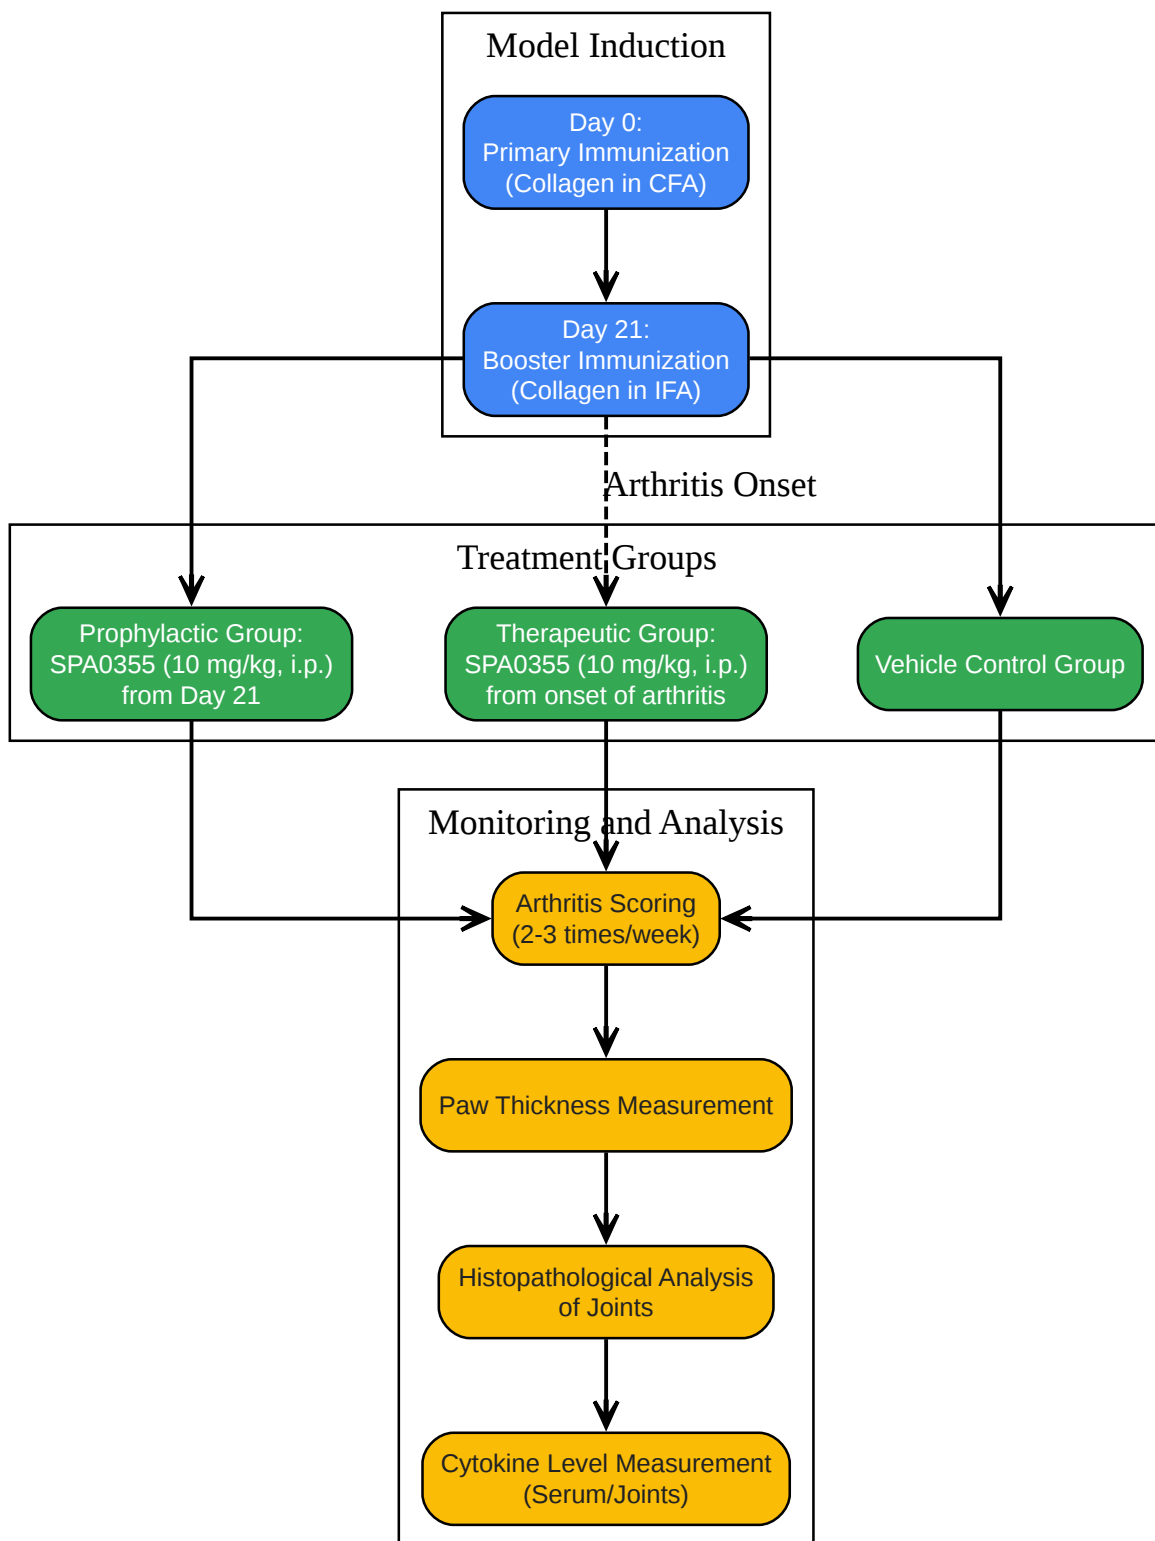 Model Induction
Day 0:
Primary Immunization
(Collagen in CFA)
Day 21:
Booster Immunization
(Collagen in IFA)
Arthritis Onset
Treatment Groups
Prophylactic Group:
SPA0355 (10 mg/kg, i.p.)
from Day 21
Therapeutic Group:
SPA0355 (10 mg/kg, i.p.)
from onset of arthritis
Vehicle Control Group
Monitoring and Analysis
Arthritis Scoring
(2-3 times/week)
Paw Thickness Measurement
Histopathological Analysis
of Joints
Cytokine Level Measurement
(Serum/Joints)